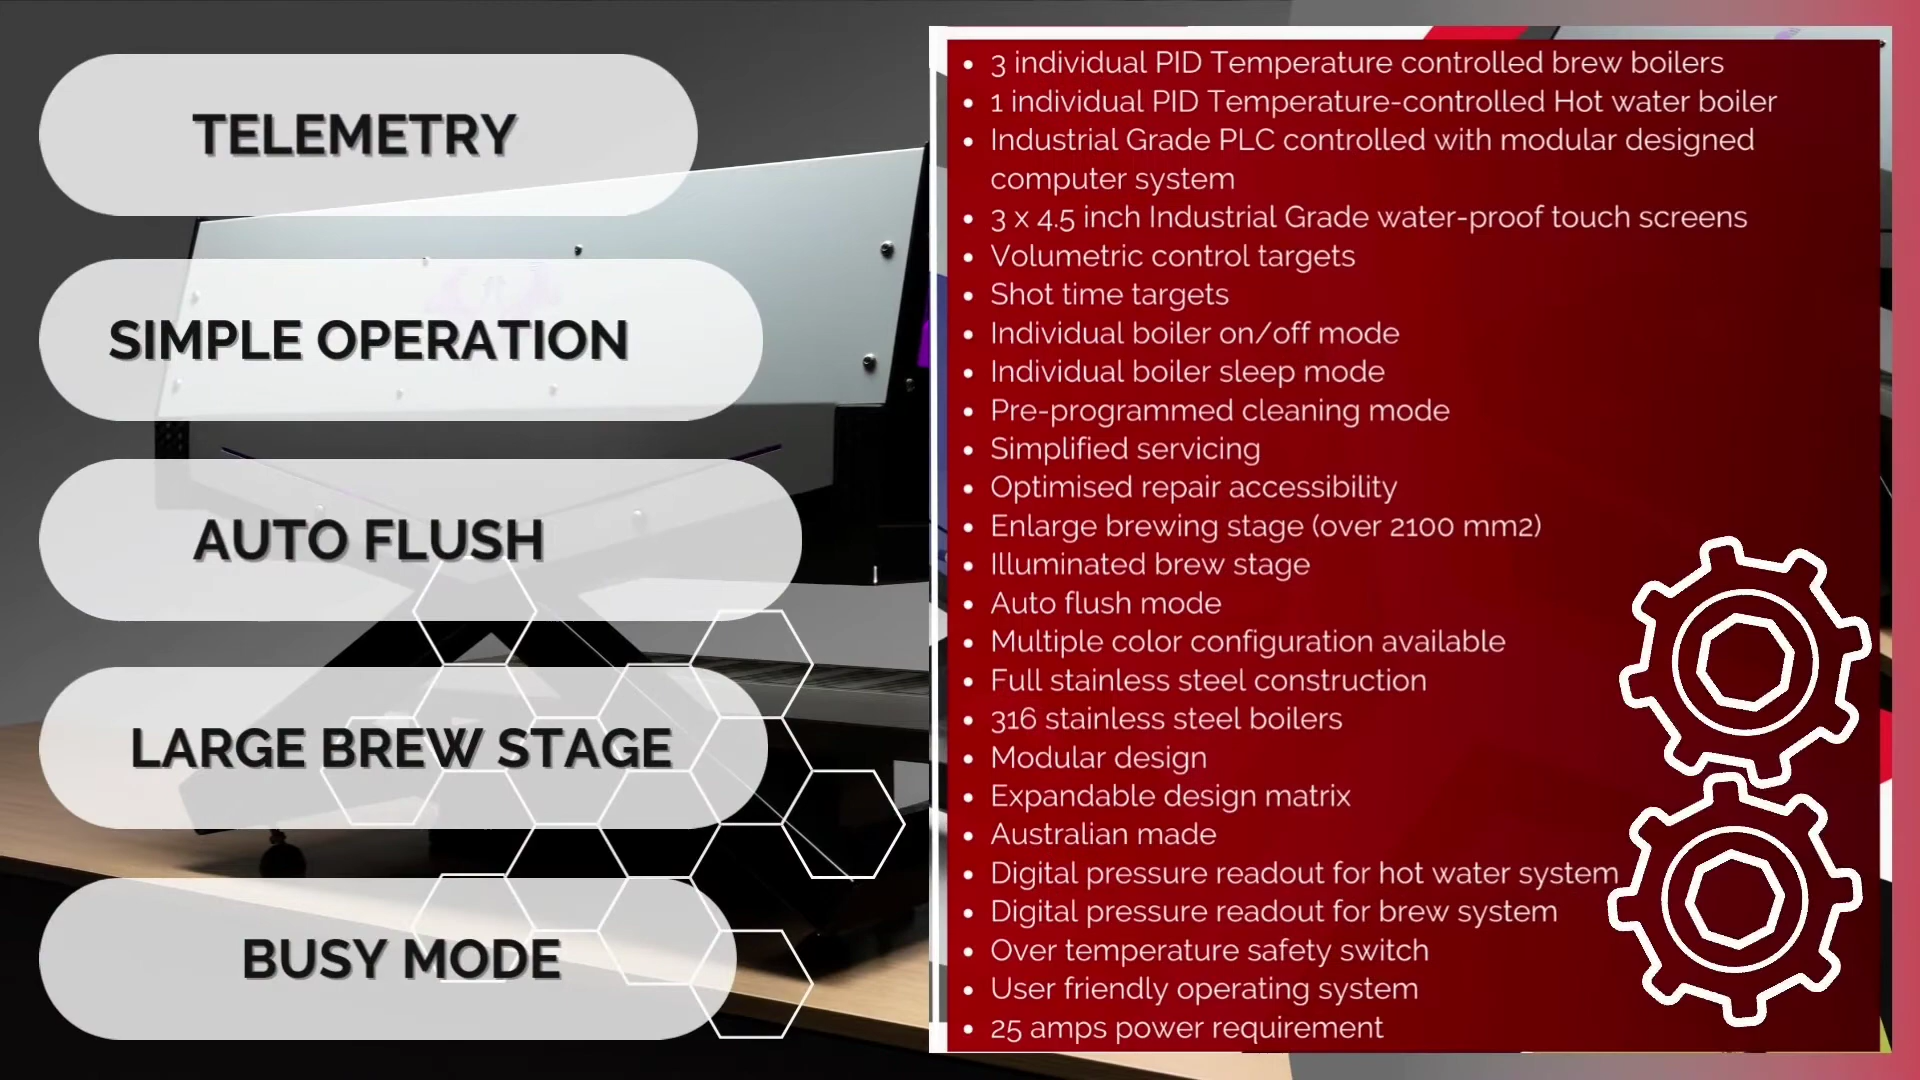 TELEMETRY
SIMPLE OPERATION
AUTO FLUSH
LARGE BREW STAGE
BUSY MODE
• 3 individual PID Temperature controlled brew boilers
• 1 individual PID Temperature-controlled Hot water boiler
• Industrial Grade PLC controlled with modular designed
computer system
• 3 x 4.5 inch Industrial Grade water-proof touch screens
• Volumetric control targets
• Shot time targets
• Individual boiler on/off mode
• Individual boiler sleep mode
• Pre-programmed cleaning mode
• Simplified servicing
• Optimised repair accessibility
• Enlarge brewing stage (over 2100 mm2)
• Illuminated brew stage
• Auto flush mode
• Multiple color configuration available
• Full stainless steel construction
• 316 stainless steel boilers
• Modular design
• Expandable design matrix
• Australian made
• Digital pressure readout for hot water system
• Digital pressure readout for brew system
• Over temperature safety switch
• User friendly operating system
• 25 amps power requirement